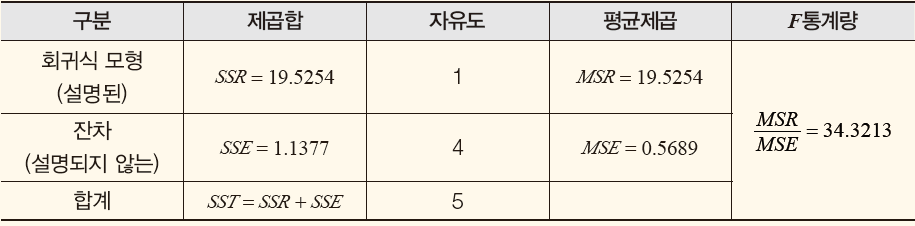 구분 제곱합 자유도 평균제곱 F통계량
회귀식 모형
(설명된)
SSR = 19.5254 1 MSR = 19.5254
잔차
(설명되지 않는)
SSE = 1.1377 4 MSE = 0.5689
MSR
MSE
= 34.3213
합계 SST = SSR + SSE 5